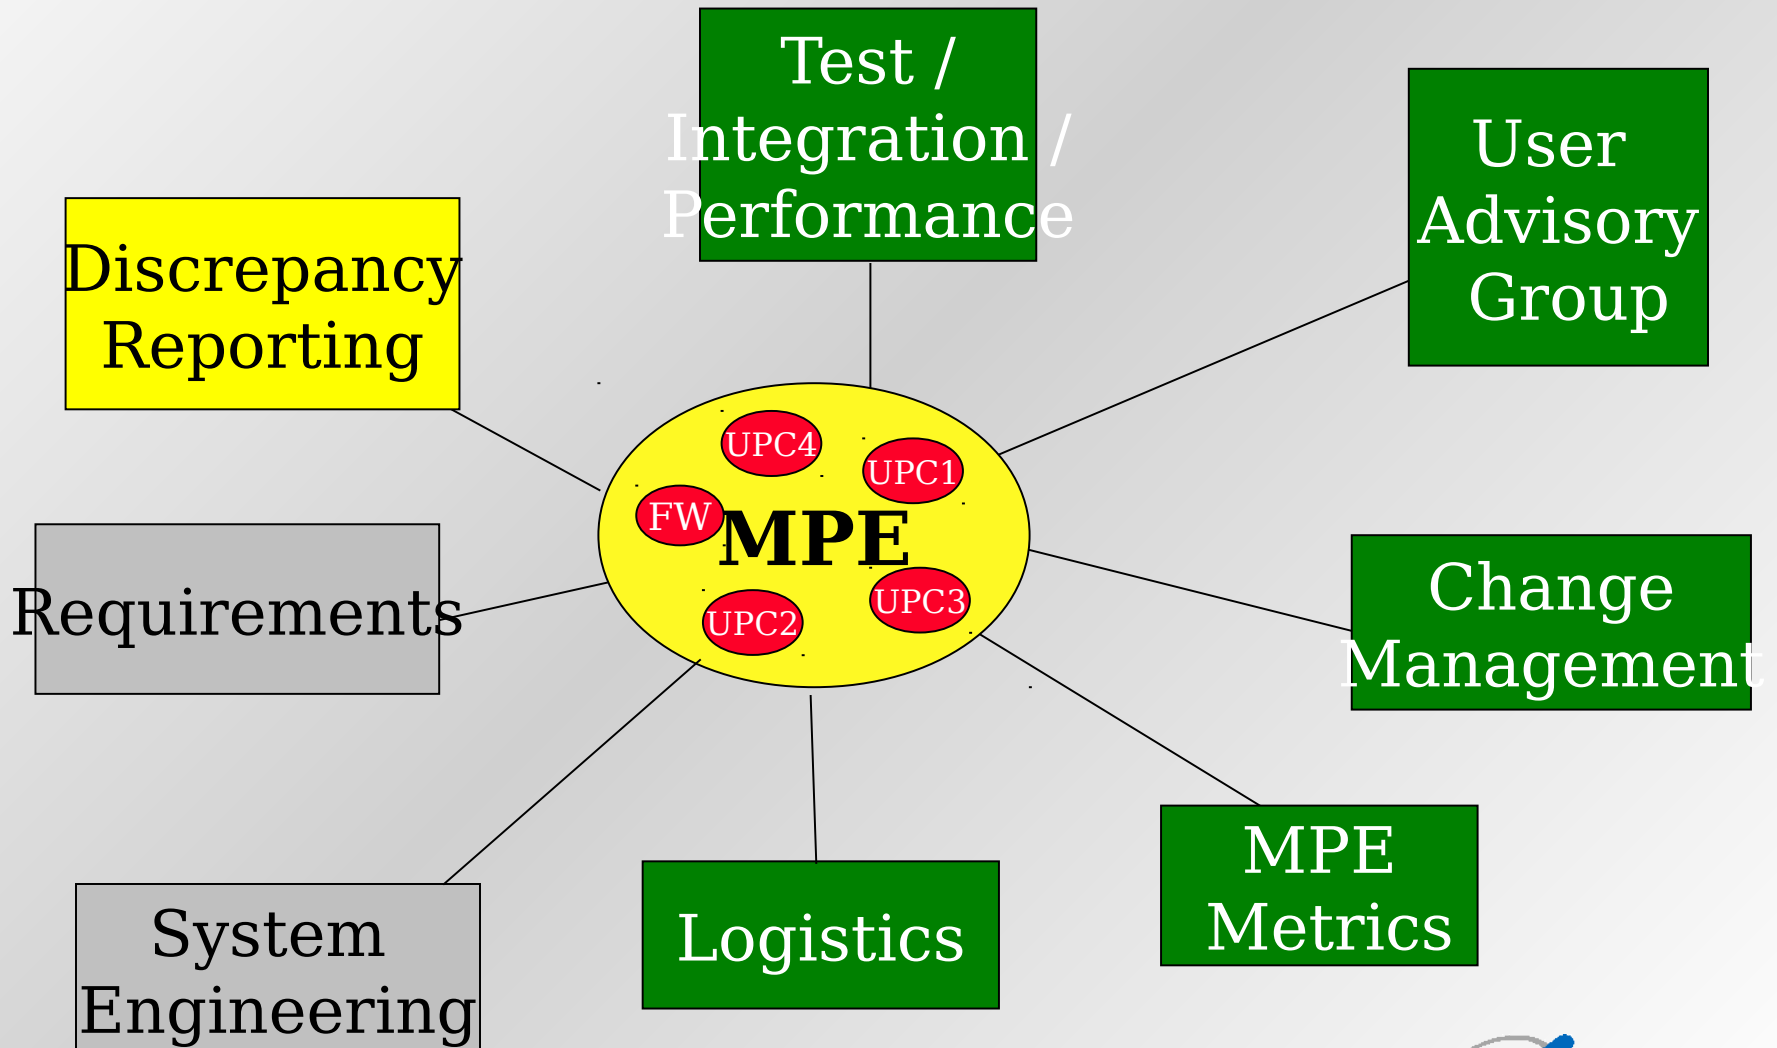 Test /
Integration /
Performance
User
Advisory
Group
Discrepancy
Reporting
UPC4
UPC1
FW
MPE
UPC3
UPC2
Requirements
Change
Management
MPE
Metrics
Logistics
System
Engineering